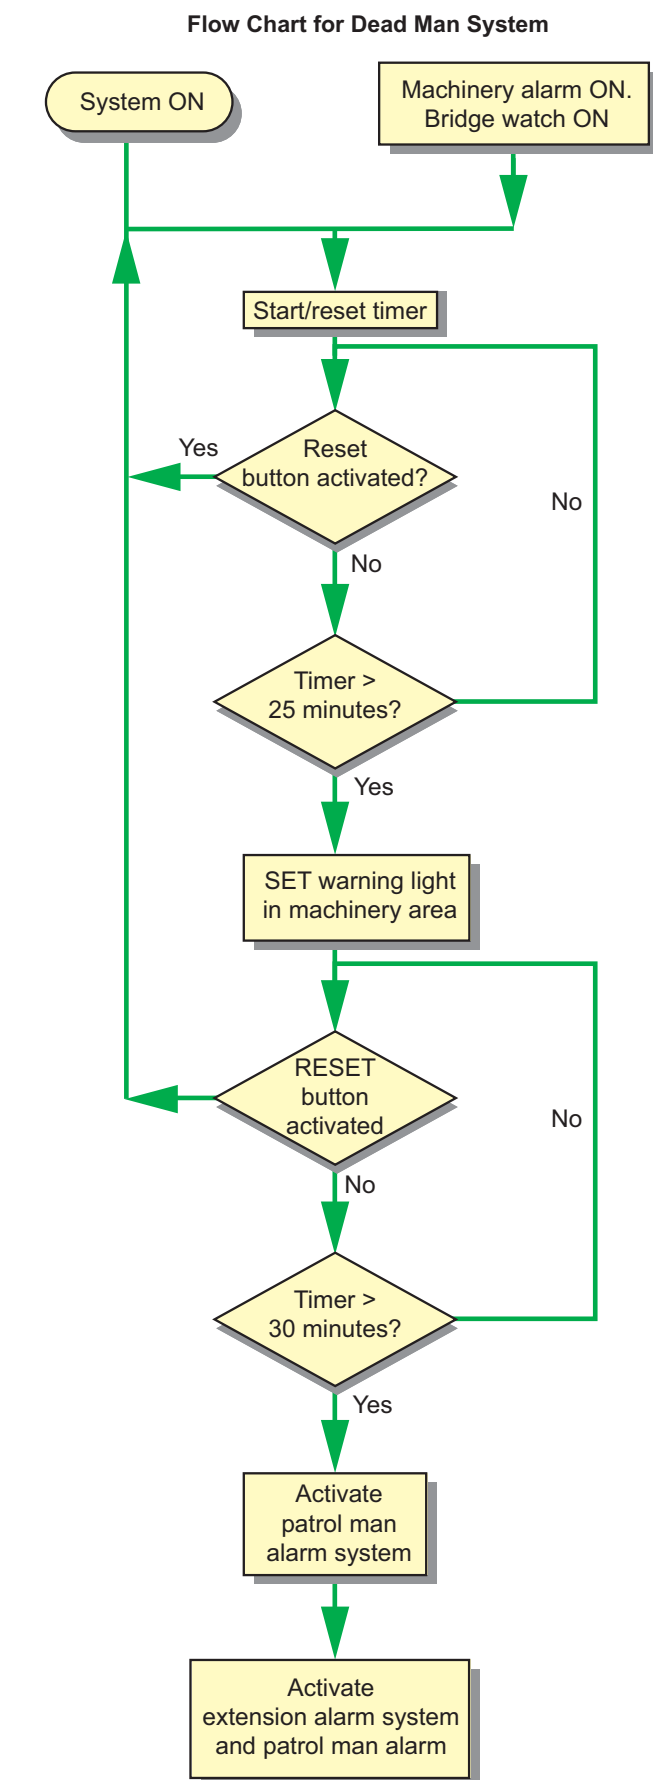 Flow Chart for Dead Man System
System ON
Machinery alarm ON.
Bridge watch ON
Start/reset timer
Reset
button activated?
Yes
No
No
Timer >
25 minutes?
Yes
SET warning light
in machinery area
RESET
button
activated
No
No
Timer >
30 minutes?
Yes
Activate
patrol man
alarm system
Activate
extension alarm system
and patrol man alarm